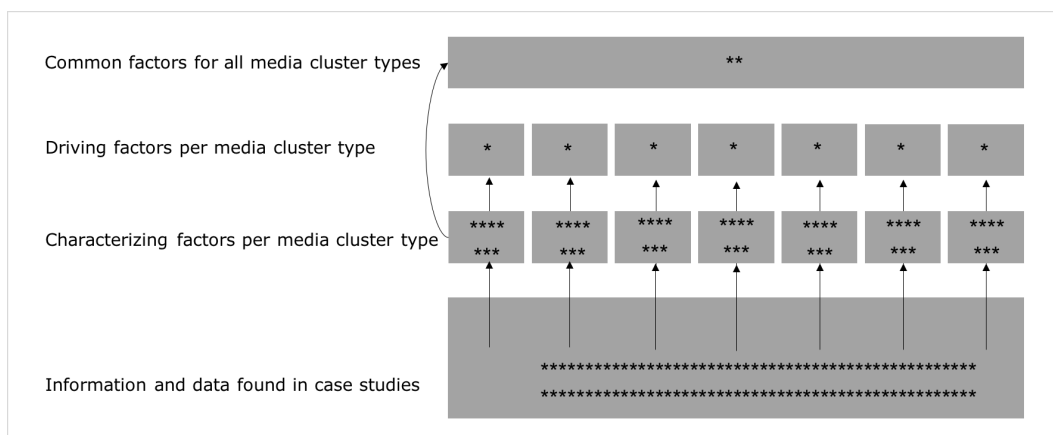 Common factors for all media cluster types
**
Driving factors per media cluster type
* * * * * * *
Characterizing factors per media cluster type
**** **** **** **** **** **** ****
*** *** *** *** *** *** ***
Information and data found in case studies
*************************************************
*************************************************